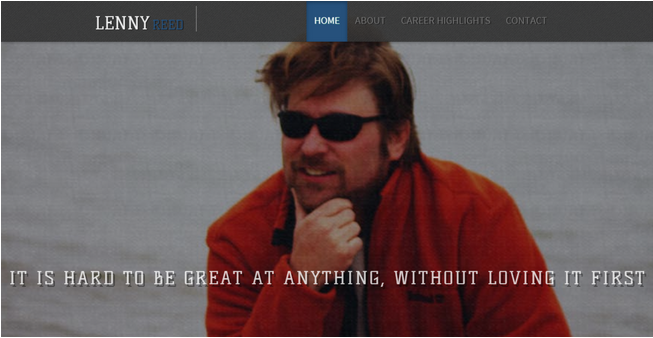 LENNY REED
HOME ABOUT CAREER HIGHLIGHTS CONTACT
IT IS HARD TO BE GREAT AT ANYTHING, WITHOUT LOVING IT FIRST